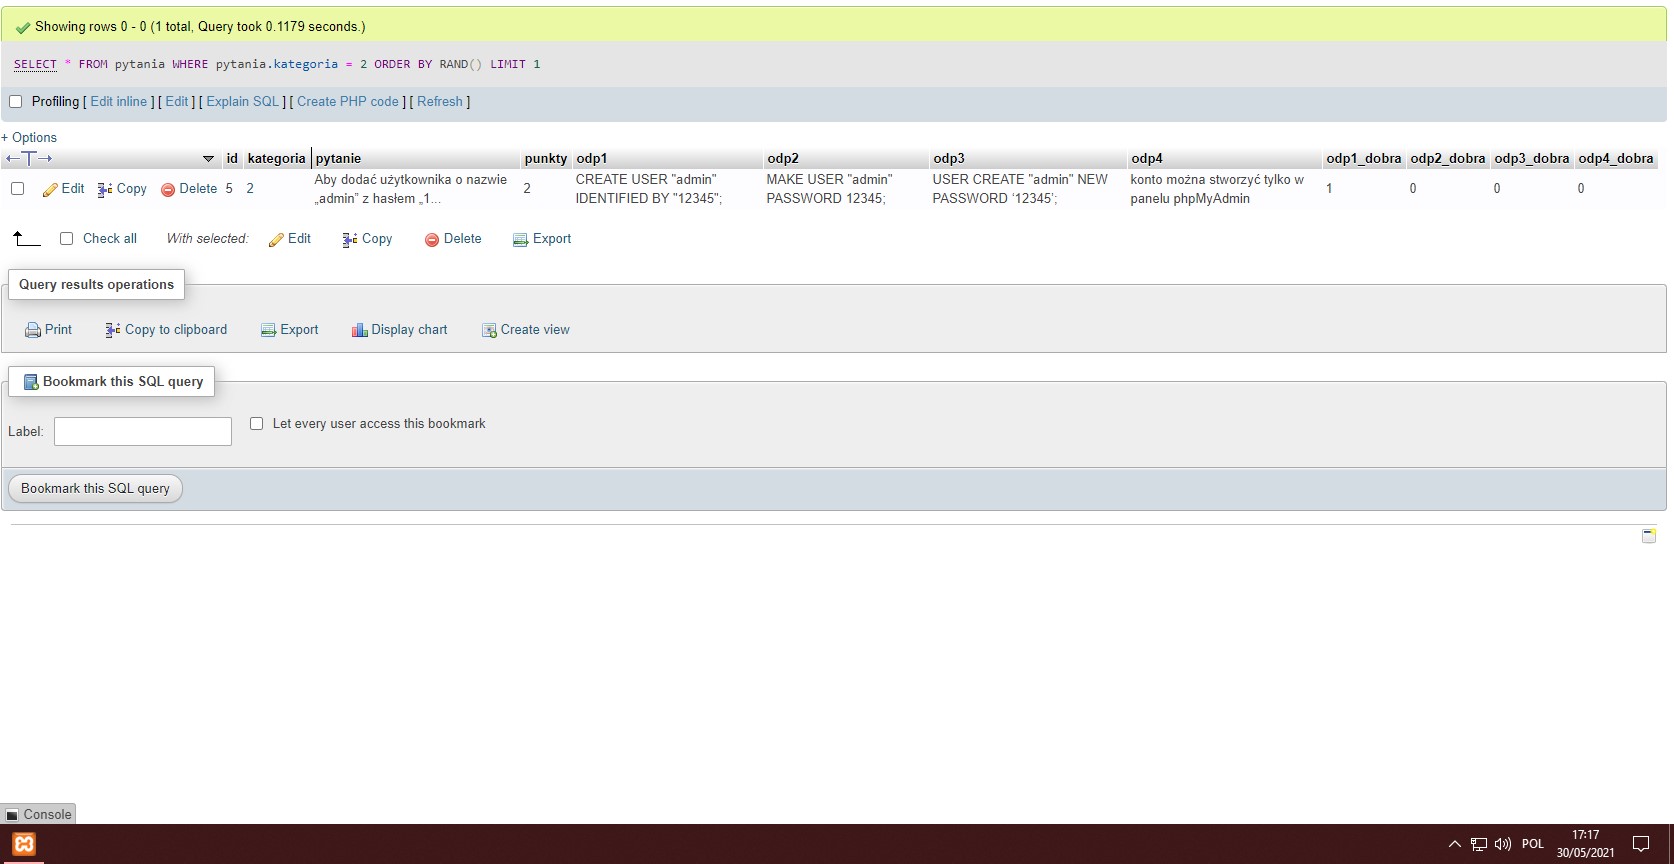 Showing rows 0 - 0 (1 total, Query took 0.1179 seconds.)
SELECT * FROM pytania WHERE pytania.kategoria = 2 ORDER BY RAND() LIMIT 1
Profiling [ Edit inline ] [ Edit ] [ Explain SQL ] [ Create PHP code ] [ Refresh ]
+ Options
←T→ id kategoria pytanie punkty odp1 odp2 odp3 odp4 odp1_dobra odp2_dobra odp3_dobra odp4_dobra
Edit Copy Delete 5 2 Aby dodać użytkownika o nazwie 2 CREATE USER "admin" MAKE USER "admin" USER CREATE "admin" NEW konto można stworzyć tylko w 1 0 0 0
„admin” z hasłem „1... IDENTIFIED BY "12345"; PASSWORD 12345; PASSWORD ‘12345’; panelu phpMyAdmin
Check all With selected: Edit Copy Delete Export
Query results operations
Print Copy to clipboard Export Display chart Create view
Bookmark this SQL query
Label: Let every user access this bookmark
Bookmark this SQL query
Console
POL 17:17
30/05/2021